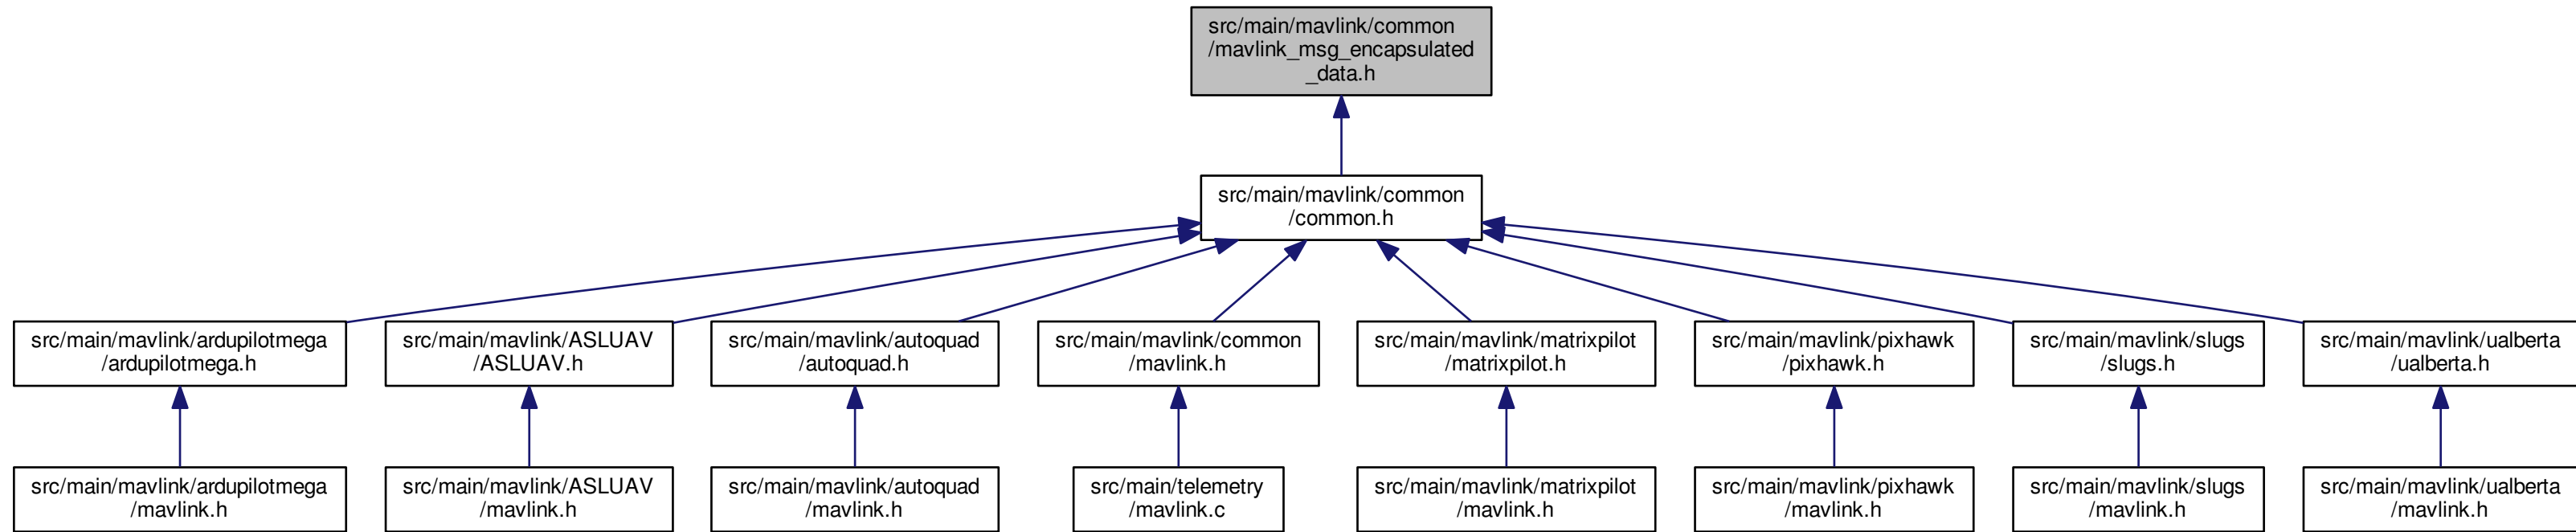 src/main/mavlink/common
/mavlink_msg_encapsulated
_data.h
src/main/mavlink/common
/common.h
src/main/mavlink/ardupilotmega
/ardupilotmega.h
src/main/mavlink/ASLUAV
/ASLUAV.h
src/main/mavlink/autoquad
/autoquad.h
src/main/mavlink/common
/mavlink.h
src/main/mavlink/matrixpilot
/matrixpilot.h
src/main/mavlink/pixhawk
/pixhawk.h
src/main/mavlink/slugs
/slugs.h
src/main/mavlink/ualberta
/ualberta.h
src/main/mavlink/ardupilotmega
/mavlink.h
src/main/mavlink/ASLUAV
/mavlink.h
src/main/mavlink/autoquad
/mavlink.h
src/main/telemetry
/mavlink.c
src/main/mavlink/matrixpilot
/mavlink.h
src/main/mavlink/pixhawk
/mavlink.h
src/main/mavlink/slugs
/mavlink.h
src/main/mavlink/ualberta
/mavlink.h